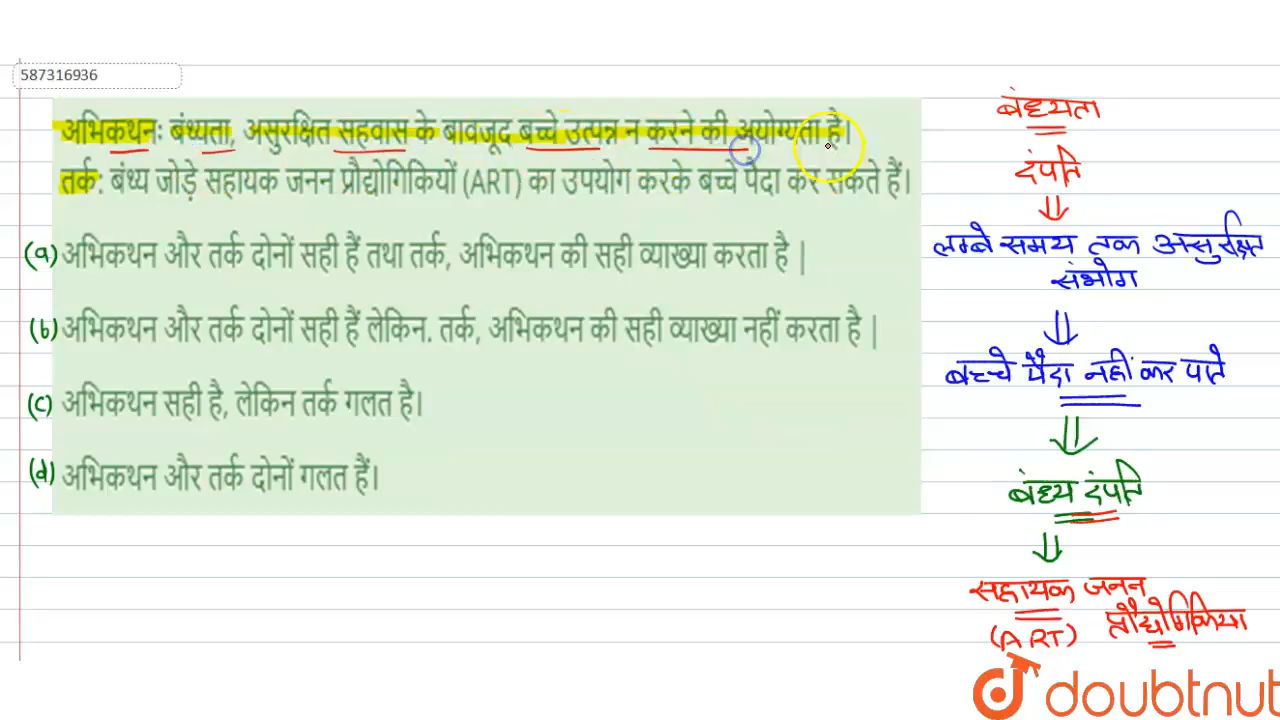 587316936
अभिकथन: बंध्यता, असुरक्षित सहवास के बावजूद बच्चे उत्पन्न न करने की अयोग्यता है।
तर्क: बंध्य जोड़े सहायक जनन प्रौद्योगिकियों (ART) का उपयोग करके बच्चे पैदा कर सकते हैं।
(a) अभिकथन और तर्क दोनों सही हैं तथा तर्क, अभिकथन की सही व्याख्या करता है |
(b) अभिकथन और तर्क दोनों सही हैं लेकिन. तर्क, अभिकथन की सही व्याख्या नहीं करता है |
(c) अभिकथन सही है, लेकिन तर्क गलत है।
(d) अभिकथन और तर्क दोनों गलत हैं।
बंध्यता
दंपति
⇓
लम्बे समय तक असुरक्षित
संभोग
⇓
बच्चे पैदा नहीं कर पाते
⇓
बंध्य दंपति
⇓
सहायक जनन
(ART) प्रौद्योगिकिया
doubtnut